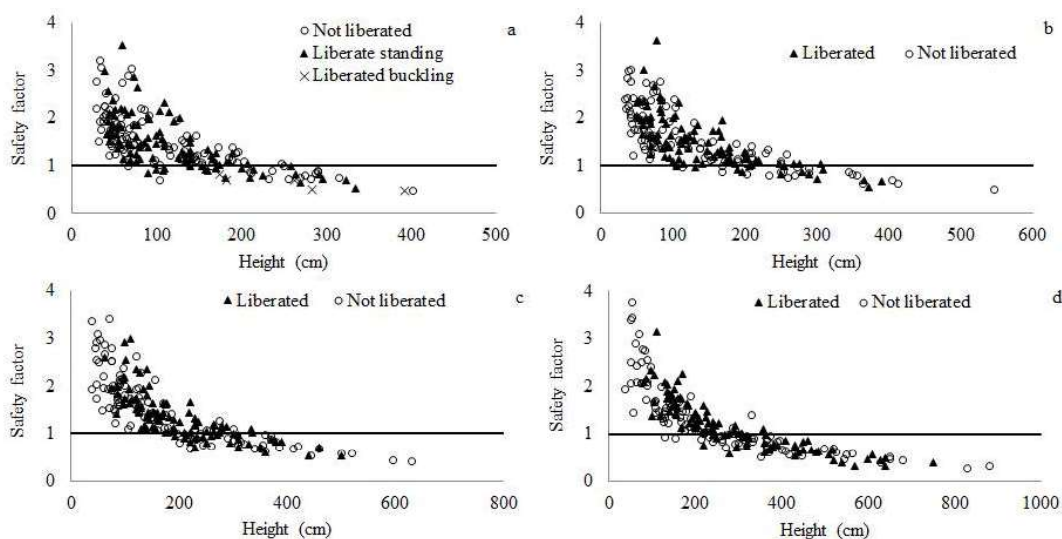 Not liberated
Liberate standing
Liberated buckling
a
4
3
2
1
0
Safety factor
0 100 200 300 400 500
Height (cm)
Liberated Not liberated
b
4
3
2
1
0
Safety factor
0 100 200 300 400 500 600
Height (cm)
Liberated Not liberated
c
4
3
2
1
0
Safety factor
0 200 400 600 800
Height (cm)
Liberated Not liberated
d
4
3
2
1
0
Safety factor
0 200 400 600 800 1000
Height (cm)